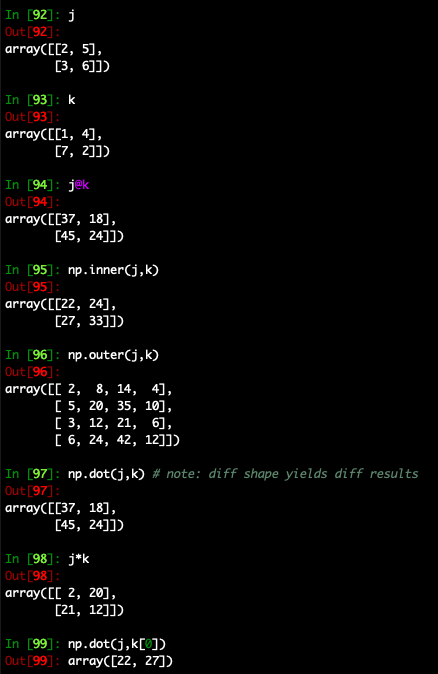 In [92]: j
Out[92]:
array([[2, 5],
       [3, 6]])
In [93]: k
Out[93]:
array([[1, 4],
       [7, 2]])
In [94]: j@k
Out[94]:
array([[37, 18],
       [45, 24]])
In [95]: np.inner(j,k)
Out[95]:
array([[22, 24],
       [27, 33]])
In [96]: np.outer(j,k)
Out[96]:
array([[ 2,  8, 14,  4],
       [ 5, 20, 35, 10],
       [ 3, 12, 21,  6],
       [ 6, 24, 42, 12]])
In [97]: np.dot(j,k) # note: diff shape yields diff results
Out[97]:
array([[37, 18],
       [45, 24]])
In [98]: j*k
Out[98]:
array([[ 2, 20],
       [21, 12]])
In [99]: np.dot(j,k[0])
Out[99]: array([22, 27])